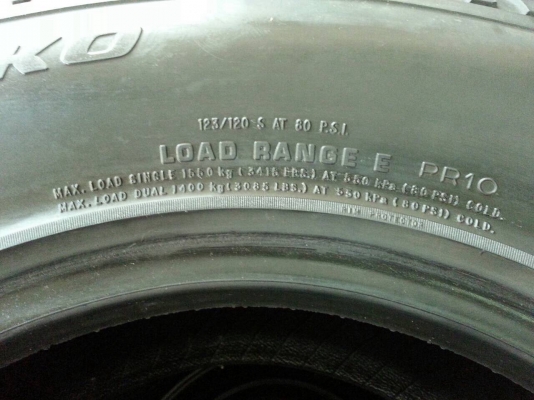 KO
123/120 S AT 80 P.S.I.
LOAD RANGE E PR10
MAX. LOAD SINGLE 1550 kg (3415 LBS.) AT 550 kPa (80 PSI) COLD.
MAX. LOAD DUAL 1400 kg (3085 LBS.) AT 550 kPa (80 PSI) COLD.